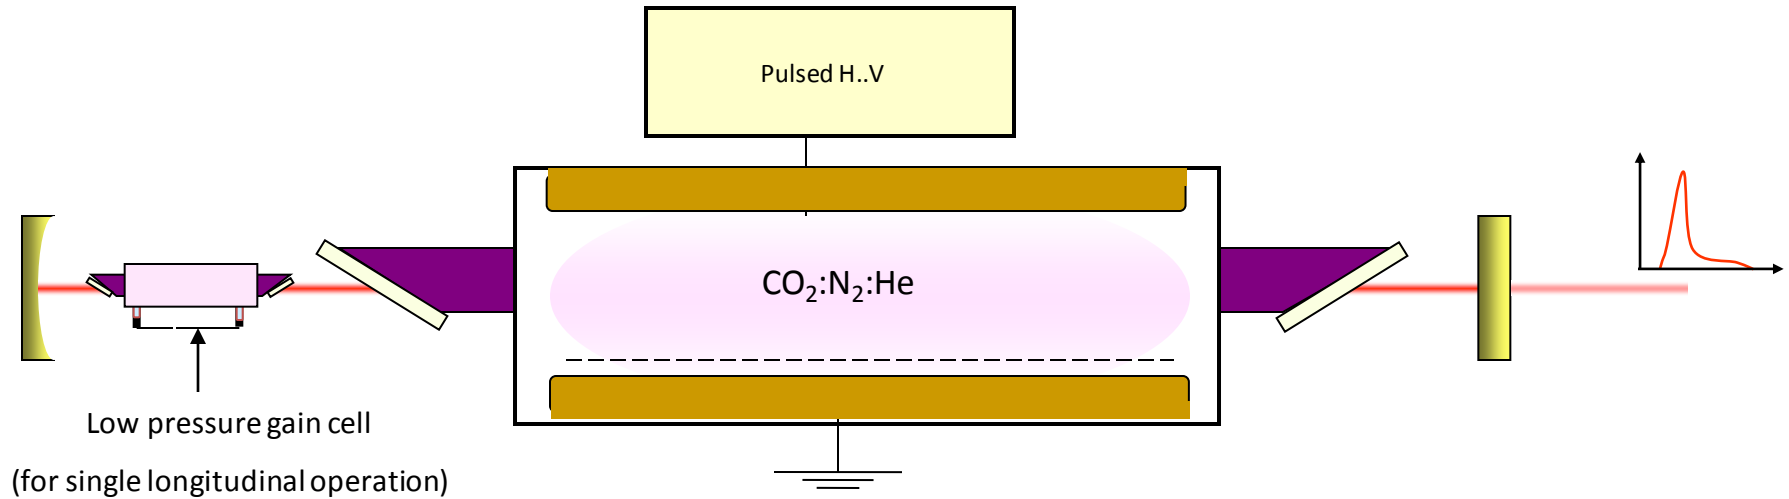 Pulsed H..V
CO₂:N₂:He
Low pressure gain cell
(for single longitudinal operation)